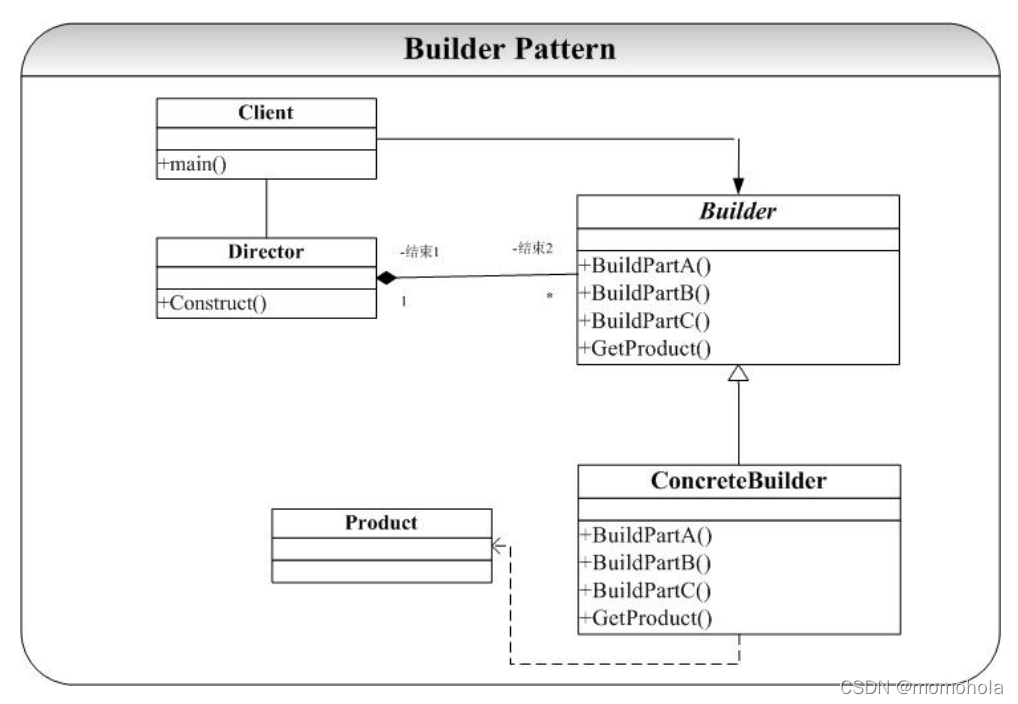 Builder Pattern
Client
+main()
Director
+Construct()
-结束1
-结束2
1
*
Builder
+BuildPartA()
+BuildPartB()
+BuildPartC()
+GetProduct()
ConcreteBuilder
+BuildPartA()
+BuildPartB()
+BuildPartC()
+GetProduct()
Product
CSDN @momohola